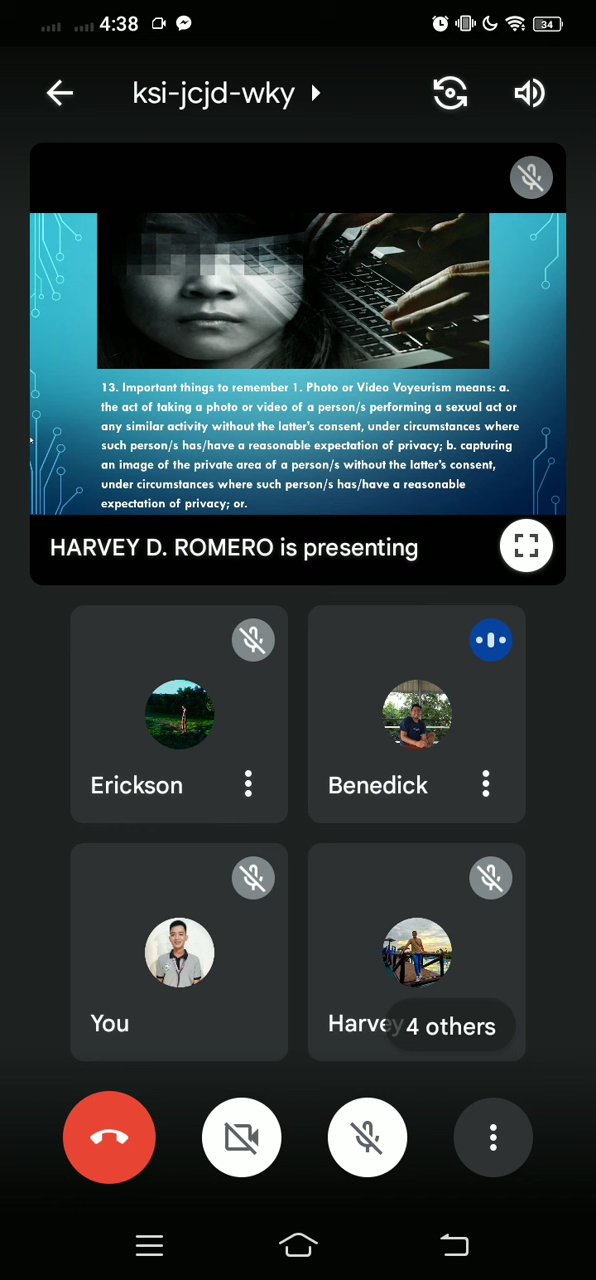 4:38
34
ksi-jcjd-wky
13. Important things to remember 1. Photo or Video Voyeurism means: a.
the act of taking a photo or video of a person/s performing a sexual act or
any similar activity without the latter's consent, under circumstances where
such person/s has/have a reasonable expectation of privacy; b. capturing
an image of the private area of a person/s without the latter's consent,
under circumstances where such person/s has/have a reasonable
expectation of privacy; or.
HARVEY D. ROMERO is presenting
Erickson
Benedick
You
Harvey
4 others